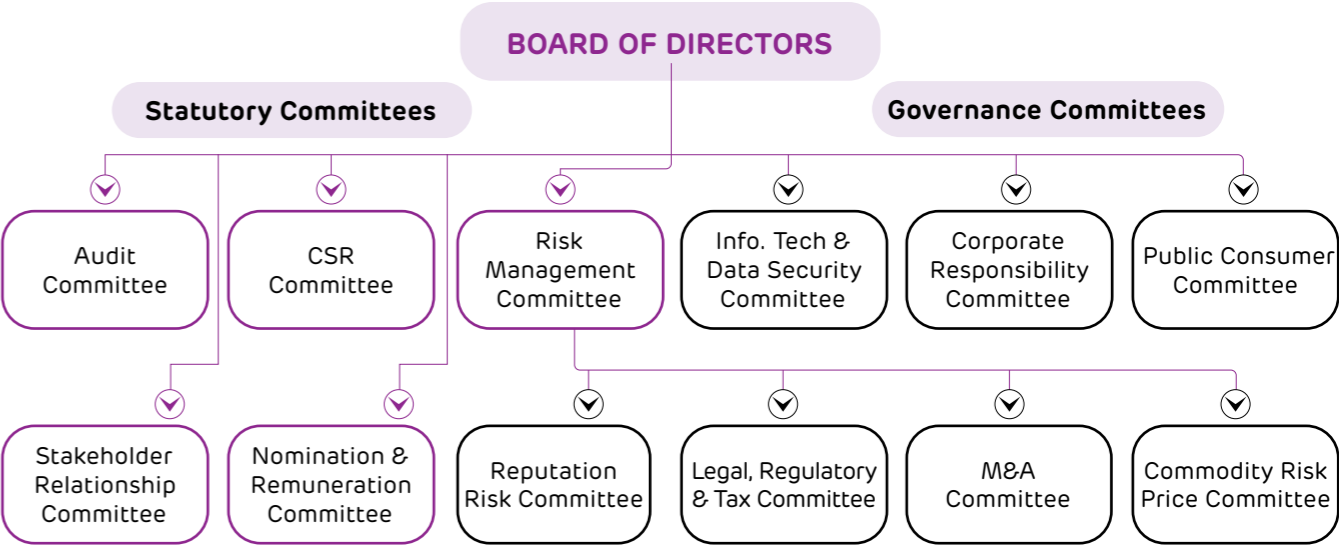 BOARD OF DIRECTORS
Statutory Committees
Governance Committees
Audit
Committee
CSR
Committee
Risk
Management
Committee
Info. Tech &
Data Security
Committee
Corporate
Responsibility
Committee
Public Consumer
Committee
Stakeholder
Relationship
Committee
Nomination &
Remuneration
Committee
Reputation
Risk Committee
Legal, Regulatory
& Tax Committee
M&A
Committee
Commodity Risk
Price Committee